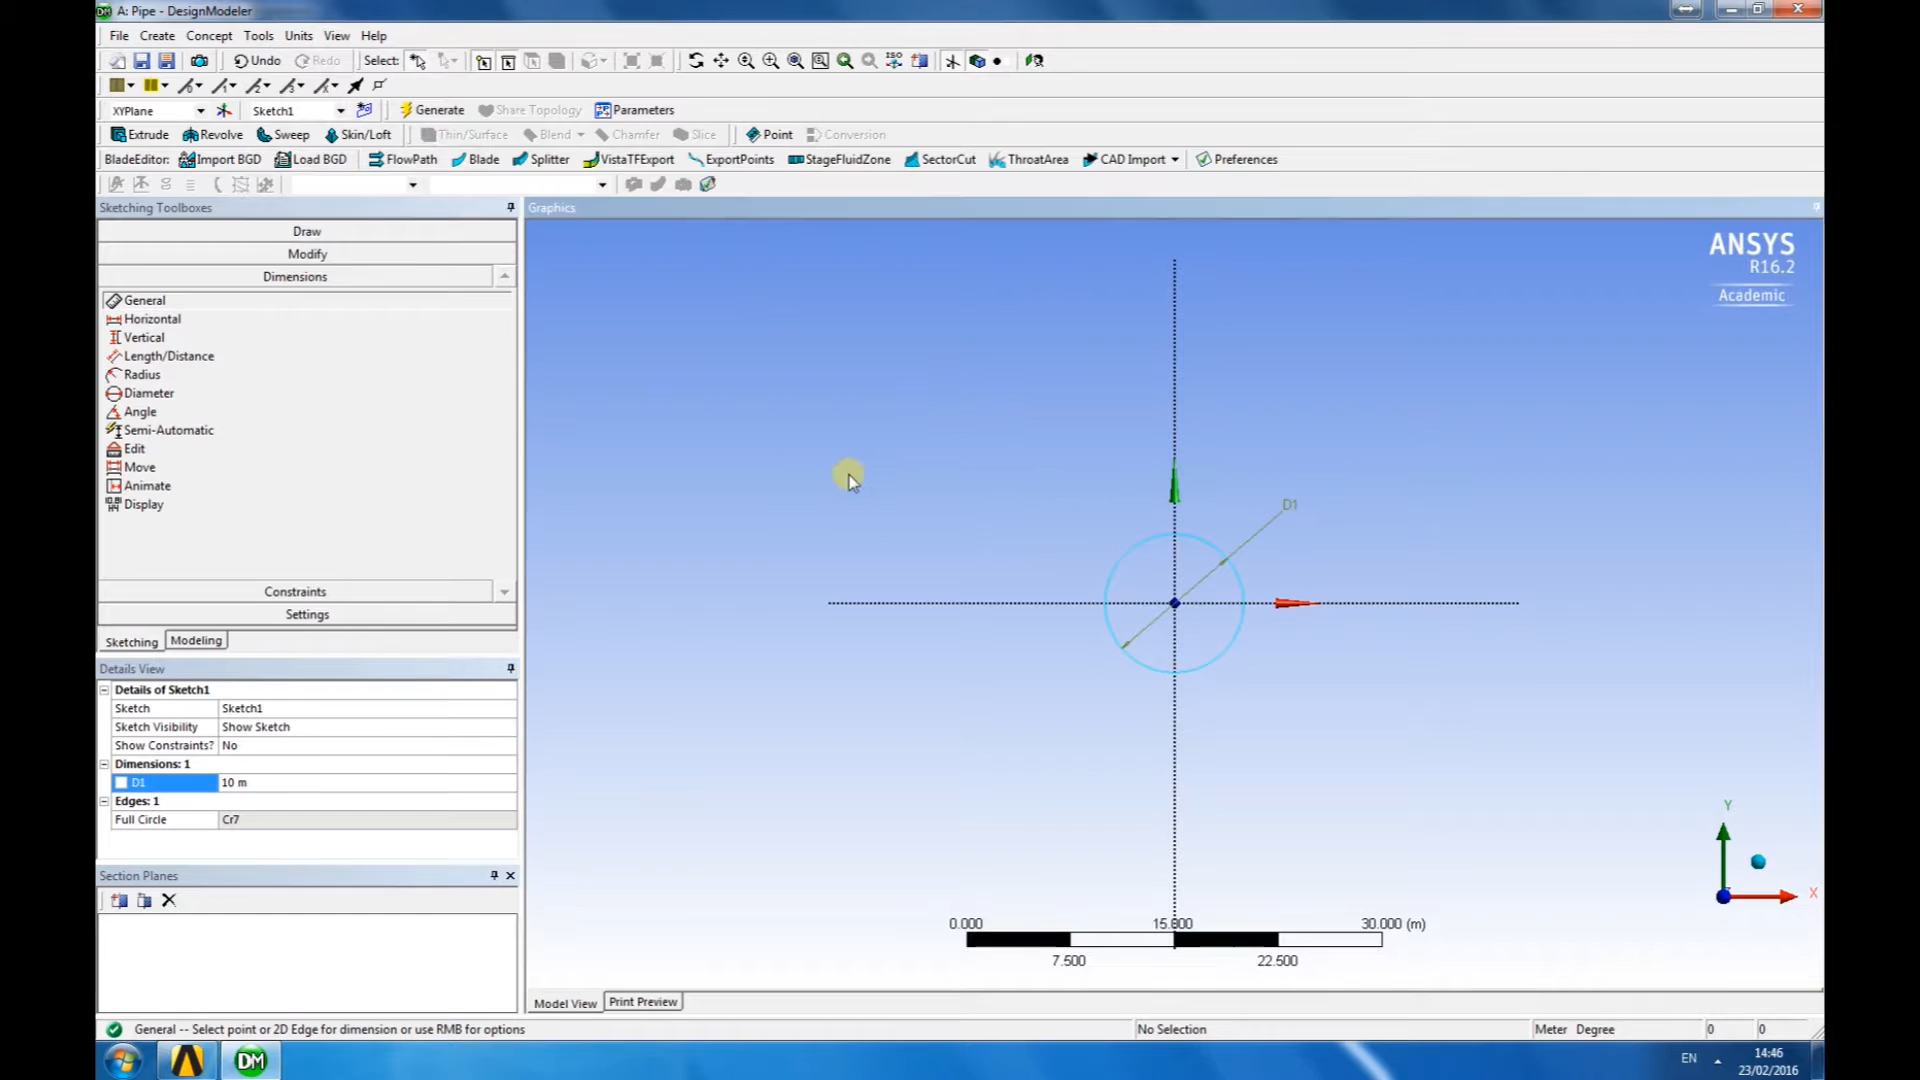 A: Pipe - DesignModeler
File Create Concept Tools Units View Help
Undo Redo Select:
XYPlane Sketch1 Generate Share Topology Parameters
Extrude Revolve Sweep Skin/Loft Thin/Surface Blend Chamfer Slice Point Conversion
BladeEditor: Import BGD Load BGD FlowPath Blade Splitter VistaTFExport ExportPoints StageFluidZone SectorCut ThroatArea CAD Import Preferences
Sketching Toolboxes
Draw
Modify
Dimensions
General
Horizontal
Vertical
Length/Distance
Radius
Diameter
Angle
Semi-Automatic
Edit
Move
Animate
Display
Constraints
Settings
Sketching Modeling
Details View
Details of Sketch1
Sketch Sketch1
Sketch Visibility Show Sketch
Show Constraints? No
Dimensions: 1
D1 10 m
Edges: 1
Full Circle Cr7
Section Planes
Graphics
ANSYS
R16.2
Academic
D1
Y
X
0.000 15.000 30.000 (m)
7.500 22.500
Model View Print Preview
General -- Select point or 2D Edge for dimension or use RMB for options No Selection Meter Degree 0 0
DM EN 14:46
23/02/2016